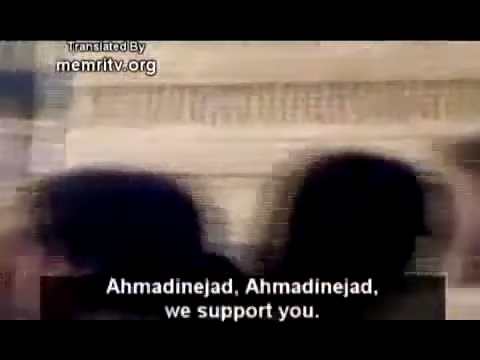 Translated By
memritv.org
Ahmadinejad, Ahmadinejad,
we support you.